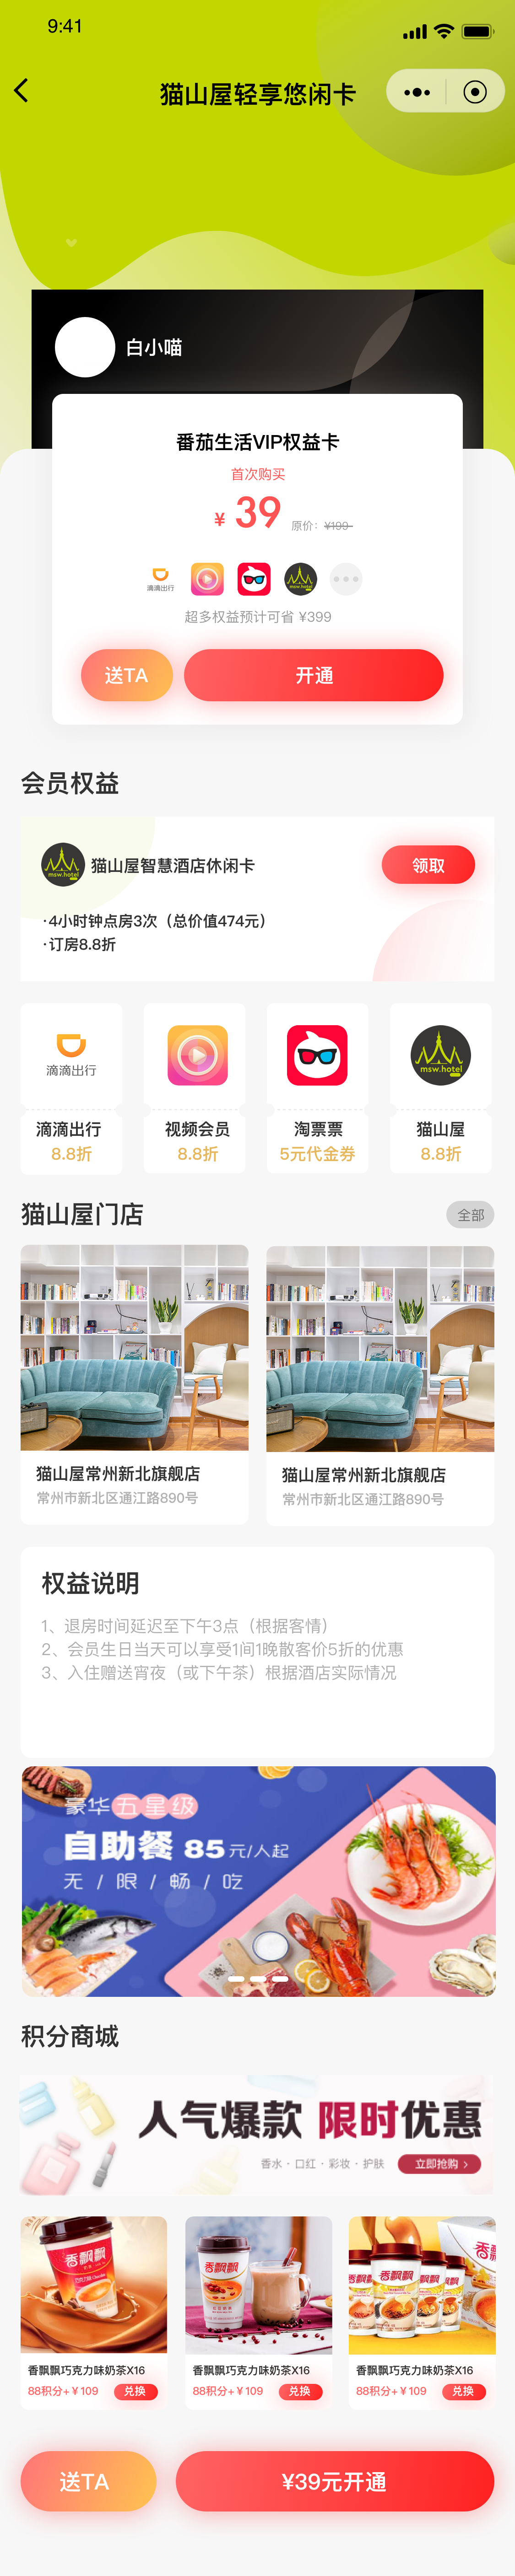 9:41
猫山屋轻享悠闲卡
白小喵
番茄生活VIP权益卡
首次购买
¥ 39 原价：¥199
滴滴出行
超多权益预计可省 ¥399
送TA 开通
会员权益
msw.hotel 猫山屋智慧酒店休闲卡 领取
·4小时钟点房3次（总价值474元）
·订房8.8折
滴滴出行 msw.hotel
滴滴出行 视频会员 淘票票 猫山屋
8.8折 8.8折 5元代金券 8.8折
猫山屋门店 全部
猫山屋常州新北旗舰店 猫山屋常州新北旗舰店
常州市新北区通江路890号 常州市新北区通江路890号
权益说明
1、退房时间延迟至下午3点（根据客情）
2、会员生日当天可以享受1间1晚散客价5折的优惠
3、入住赠送宵夜（或下午茶）根据酒店实际情况
豪华五星级
自助餐 85元/人起
无/限/畅/吃
积分商城
人气爆款 限时优惠
香水·口红·彩妆·护肤 立即抢购 >
香飘飘 香飘飘 香飘飘
香飘飘巧克力味奶茶X16 香飘飘巧克力味奶茶X16 香飘飘巧克力味奶茶X16
88积分+￥109 兑换 88积分+￥109 兑换 88积分+￥109 兑换
送TA ¥39元开通